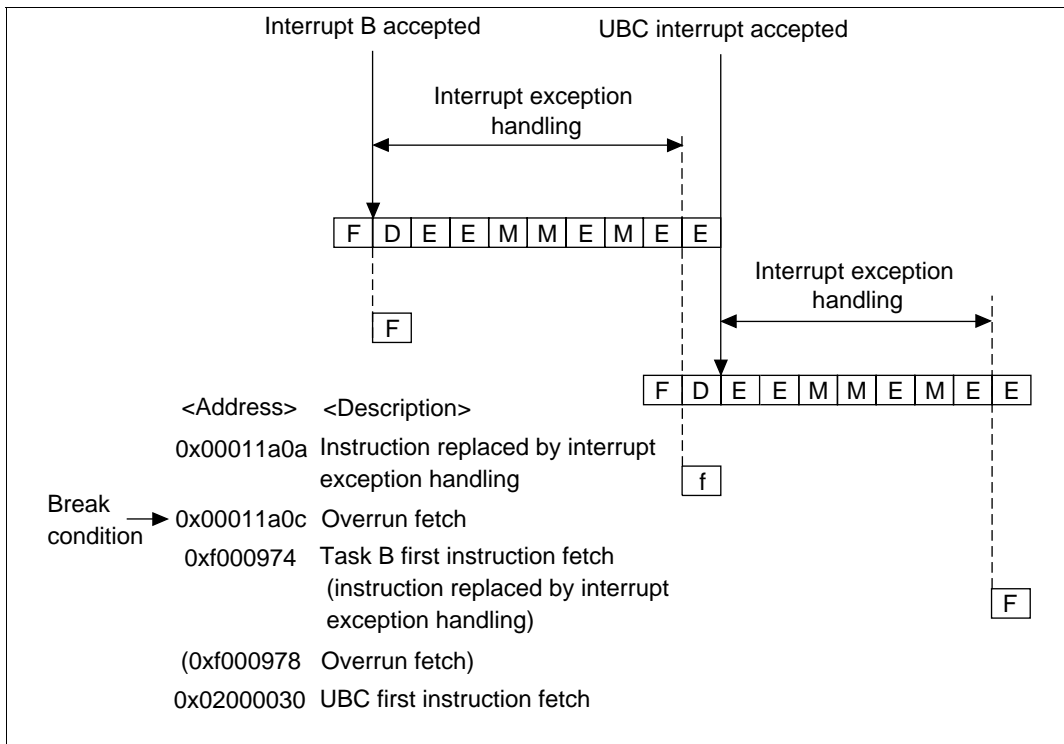 Interrupt B accepted
UBC interrupt accepted
Interrupt exception
handling
F D E E M M E M E E
Interrupt exception
handling
F
F D E E M M E M E E
<Address> <Description>
0x00011a0a Instruction replaced by interrupt
exception handling
f
Break
condition
0x00011a0c Overrun fetch
0xf000974 Task B first instruction fetch
(instruction replaced by interrupt
exception handling)
F
(0xf000978 Overrun fetch)
0x02000030 UBC first instruction fetch